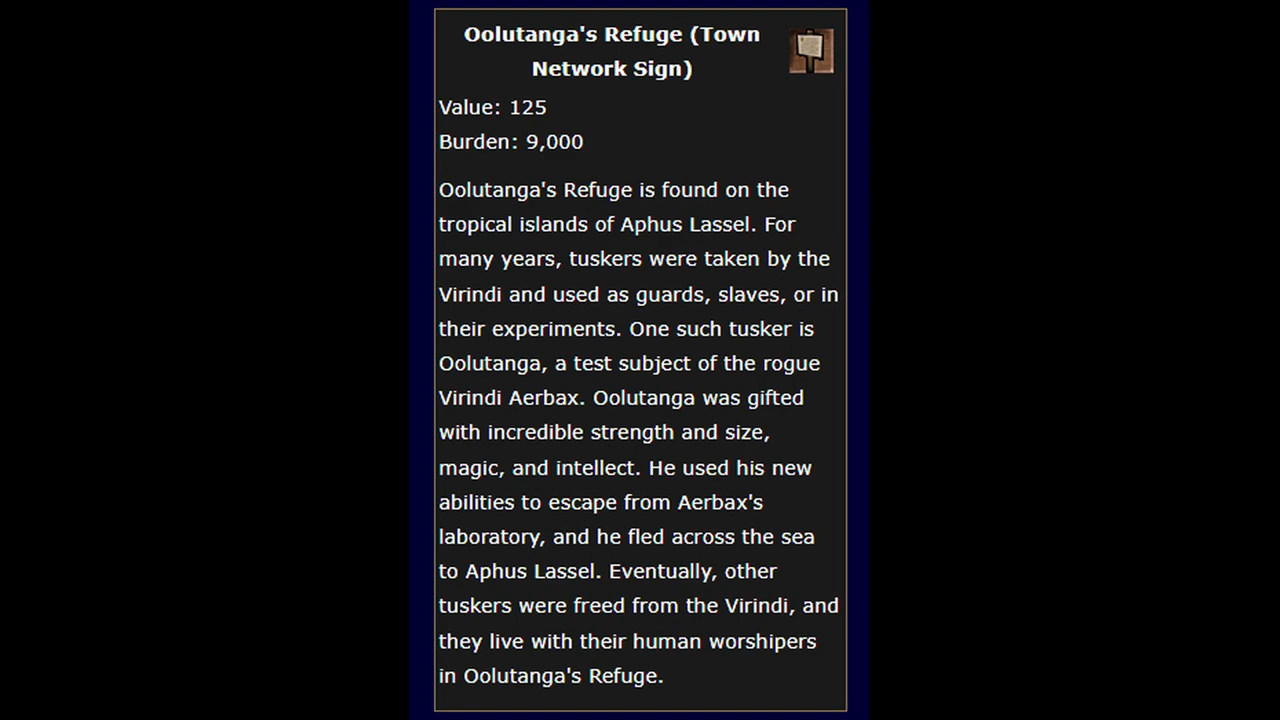 Oolutanga's Refuge (Town
Network Sign)
Value: 125
Burden: 9,000
Oolutanga's Refuge is found on the
tropical islands of Aphus Lassel. For
many years, tuskers were taken by the
Virindi and used as guards, slaves, or in
their experiments. One such tusker is
Oolutanga, a test subject of the rogue
Virindi Aerbax. Oolutanga was gifted
with incredible strength and size,
magic, and intellect. He used his new
abilities to escape from Aerbax's
laboratory, and he fled across the sea
to Aphus Lassel. Eventually, other
tuskers were freed from the Virindi, and
they live with their human worshipers
in Oolutanga's Refuge.